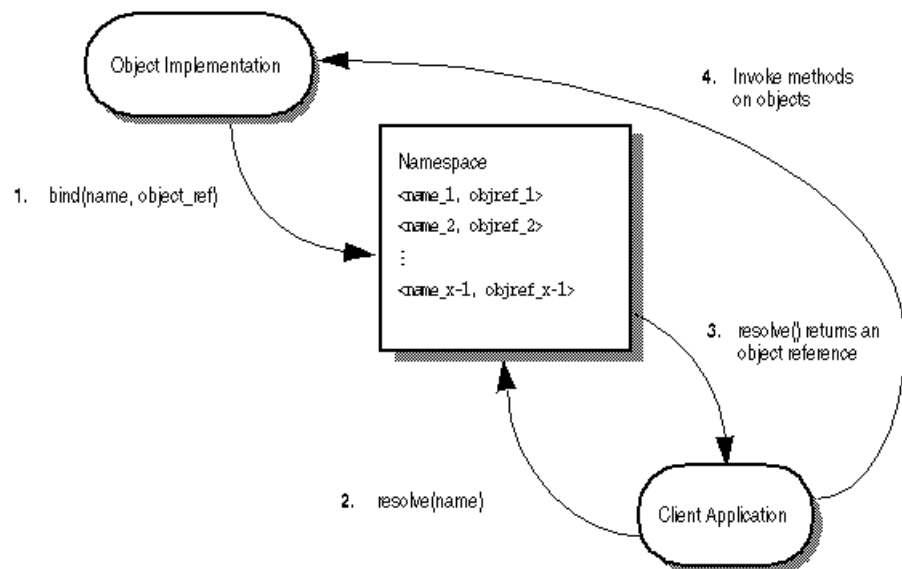 Object Implementation
4. Invoke methods
on objects
Namespace
<name_1, objref_1>
<name_2, objref_2>
⋮
<name_x-1, objref_x-1>
1. bind(name, object_ref)
3. resolve() returns an
object reference
2. resolve(name)
Client Application